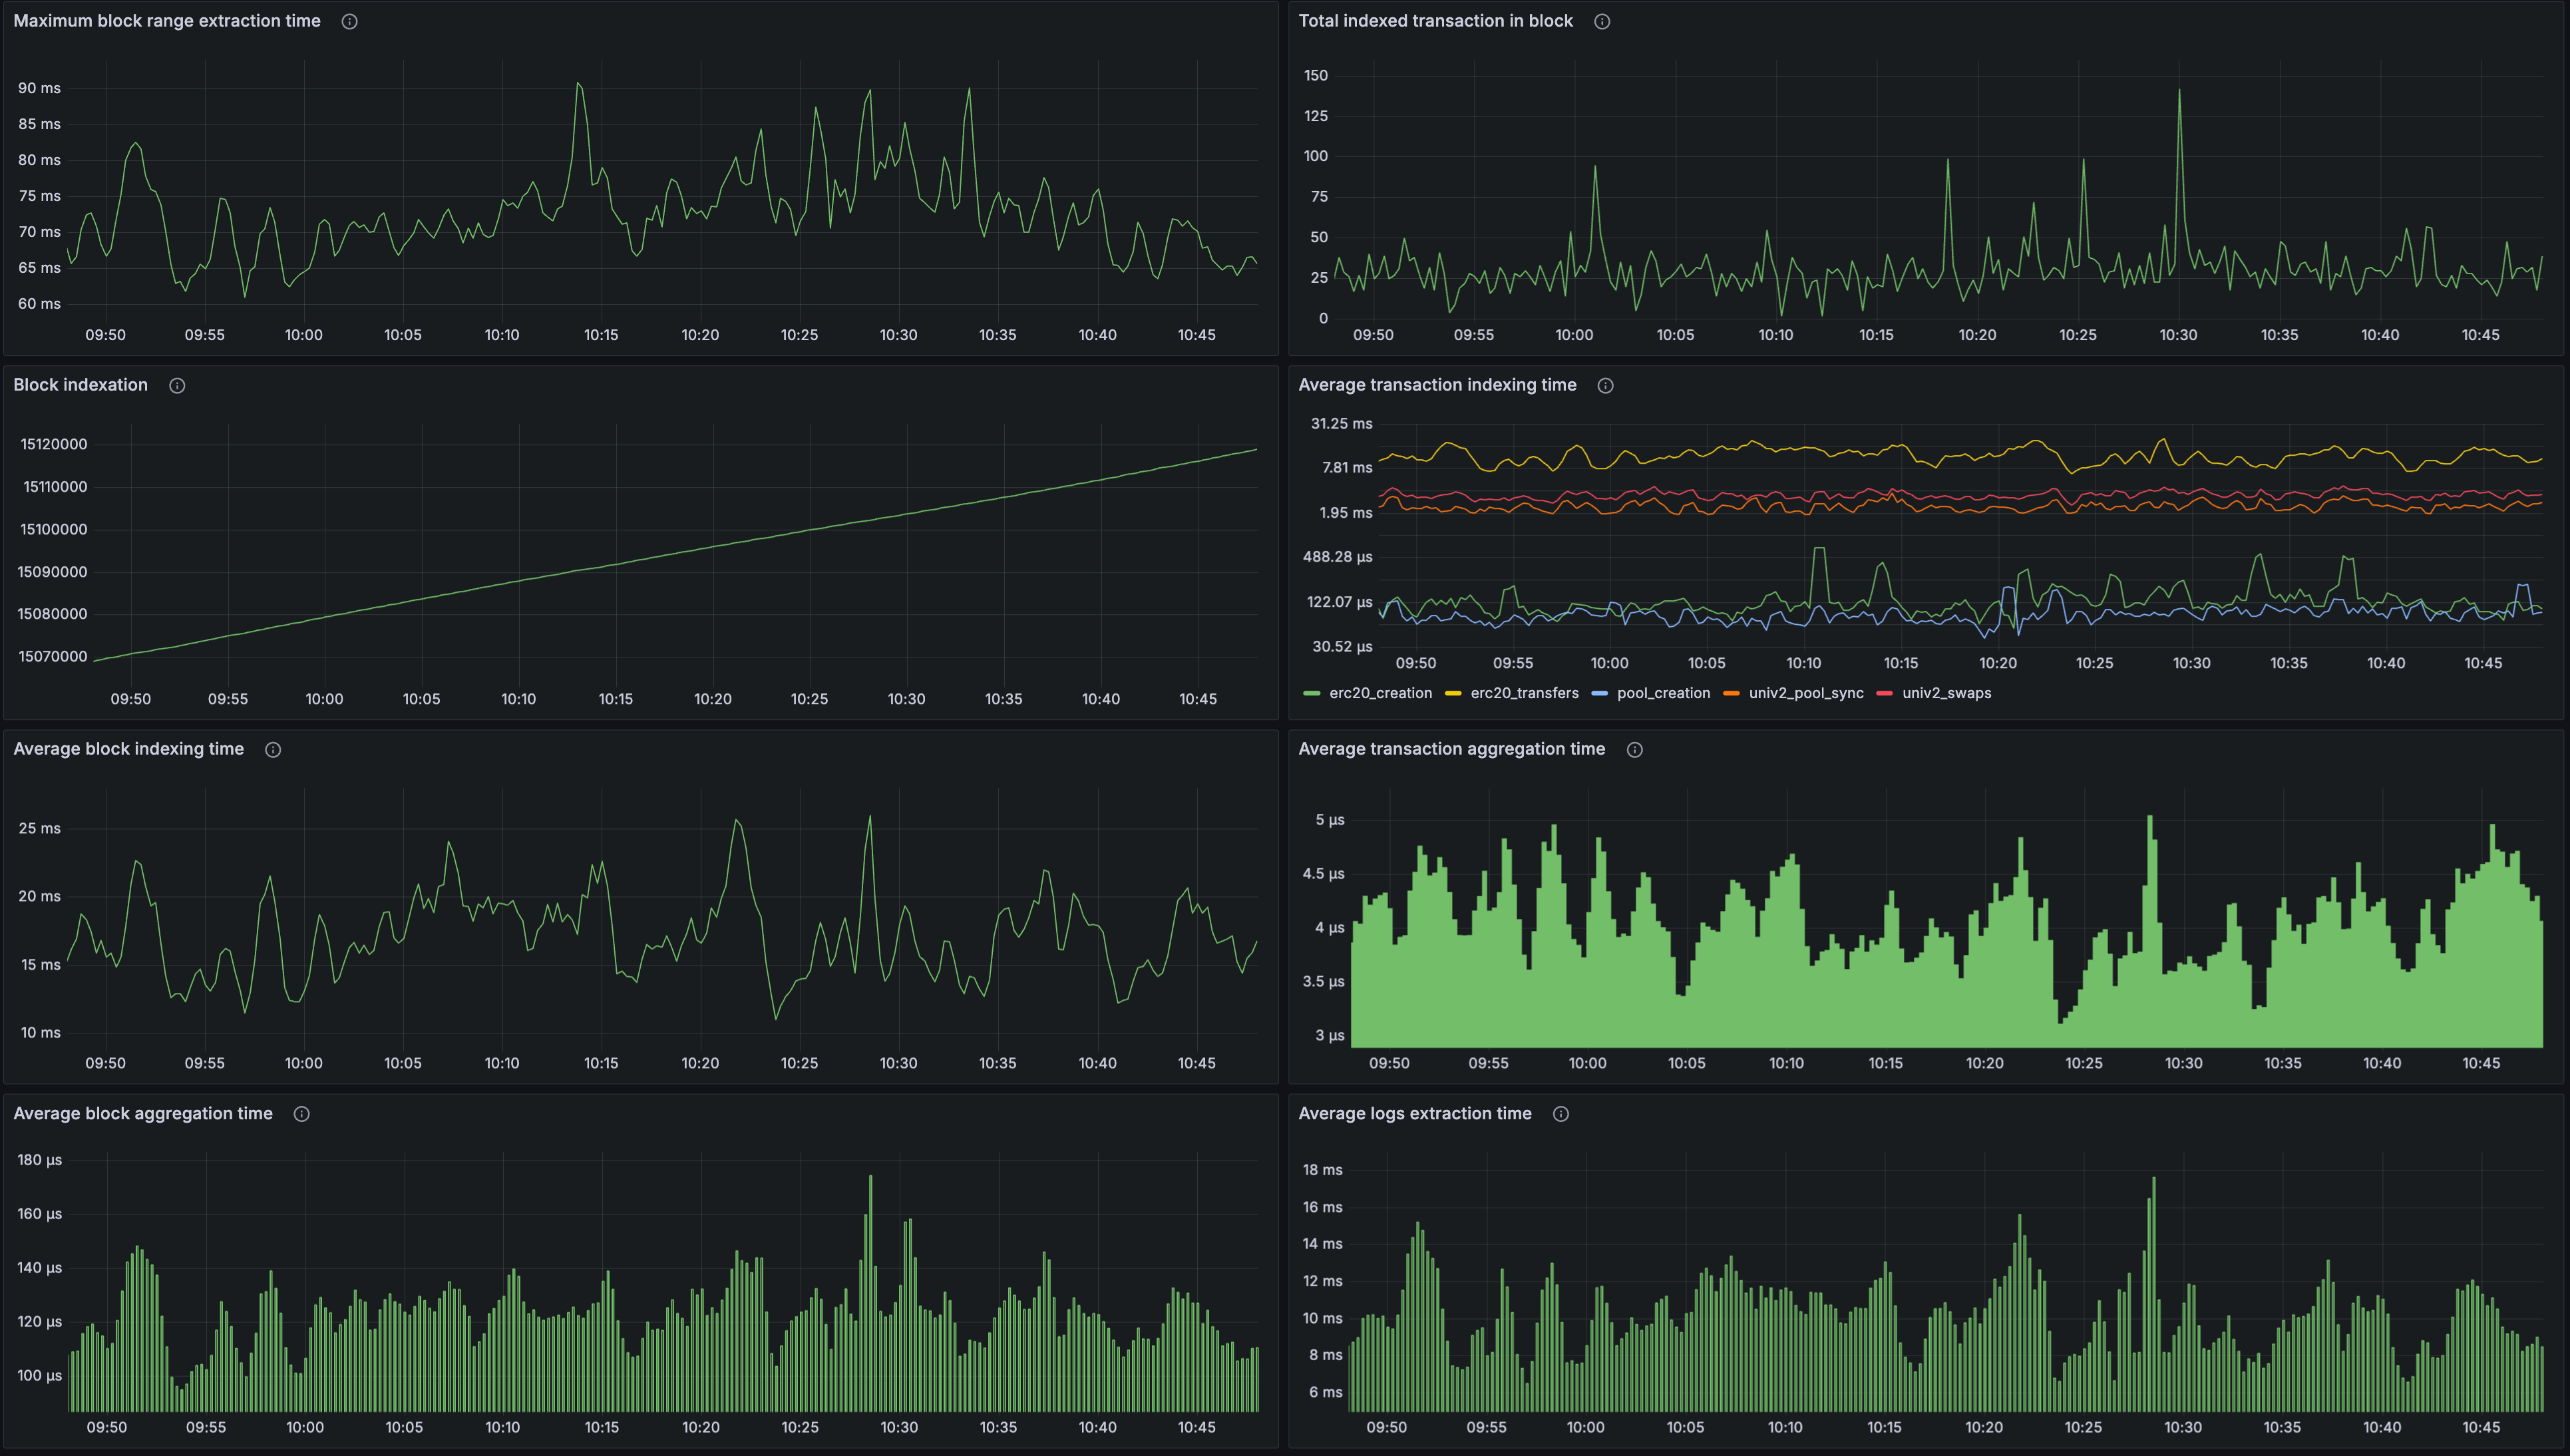 Maximum block range extraction time
90 ms
85 ms
80 ms
75 ms
70 ms
65 ms
60 ms
09:50 09:55 10:00 10:05 10:10 10:15 10:20 10:25 10:30 10:35 10:40 10:45
Total indexed transaction in block
150
125
100
75
50
25
0
09:50 09:55 10:00 10:05 10:10 10:15 10:20 10:25 10:30 10:35 10:40 10:45
Block indexation
15120000
15110000
15100000
15090000
15080000
15070000
09:50 09:55 10:00 10:05 10:10 10:15 10:20 10:25 10:30 10:35 10:40 10:45
Average transaction indexing time
31.25 ms
7.81 ms
1.95 ms
488.28 µs
122.07 µs
30.52 µs
09:50 09:55 10:00 10:05 10:10 10:15 10:20 10:25 10:30 10:35 10:40 10:45
erc20_creation erc20_transfers pool_creation univ2_pool_sync univ2_swaps
Average block indexing time
25 ms
20 ms
15 ms
10 ms
09:50 09:55 10:00 10:05 10:10 10:15 10:20 10:25 10:30 10:35 10:40 10:45
Average transaction aggregation time
5 µs
4.5 µs
4 µs
3.5 µs
3 µs
09:50 09:55 10:00 10:05 10:10 10:15 10:20 10:25 10:30 10:35 10:40 10:45
Average block aggregation time
180 µs
160 µs
140 µs
120 µs
100 µs
09:50 09:55 10:00 10:05 10:10 10:15 10:20 10:25 10:30 10:35 10:40 10:45
Average logs extraction time
18 ms
16 ms
14 ms
12 ms
10 ms
8 ms
6 ms
09:50 09:55 10:00 10:05 10:10 10:15 10:20 10:25 10:30 10:35 10:40 10:45